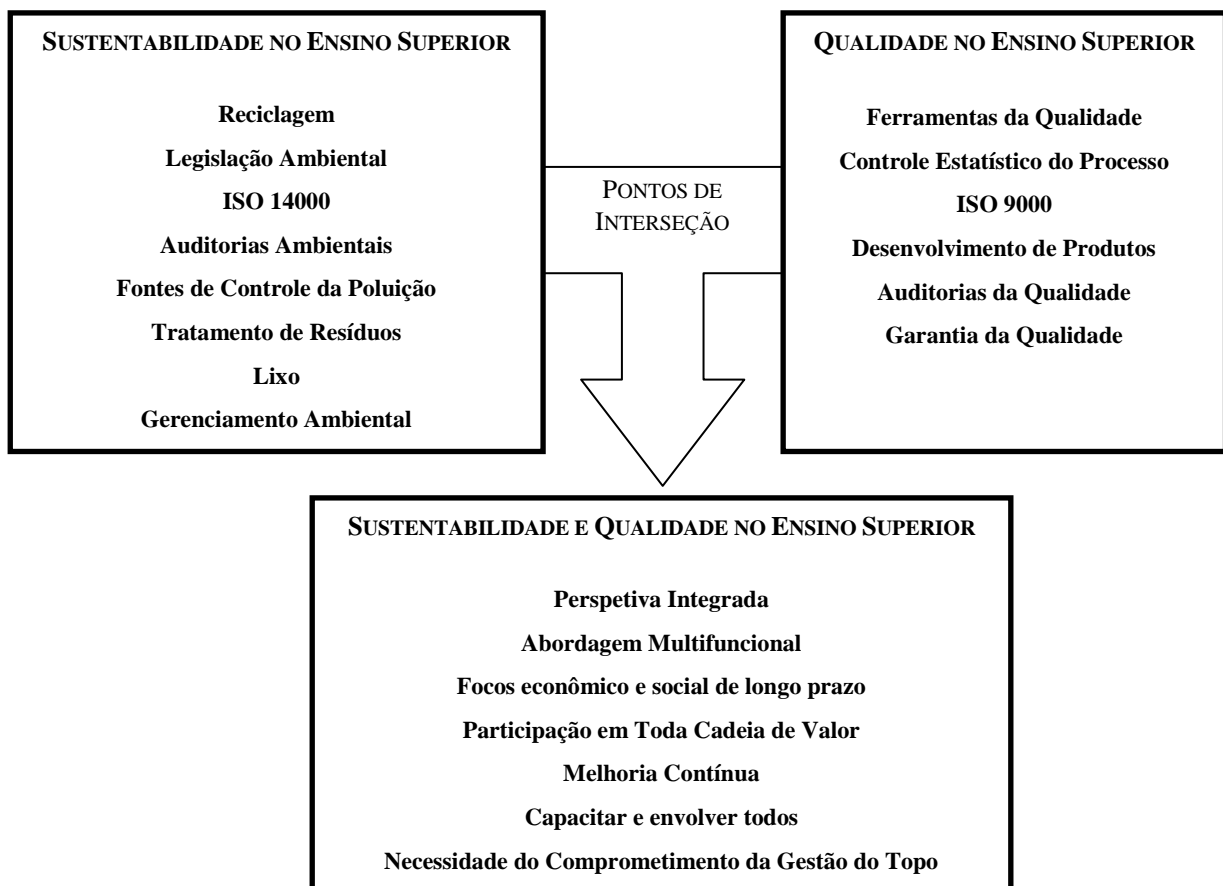 SUSTENTABILIDADE NO ENSINO SUPERIOR
Reciclagem
Legislação Ambiental
ISO 14000
Auditorias Ambientais
Fontes de Controle da Poluição
Tratamento de Resíduos
Lixo
Gerenciamento Ambiental
PONTOS DE
INTERSEÇÃO
QUALIDADE NO ENSINO SUPERIOR
Ferramentas da Qualidade
Controle Estatístico do Processo
ISO 9000
Desenvolvimento de Produtos
Auditorias da Qualidade
Garantia da Qualidade
SUSTENTABILIDADE E QUALIDADE NO ENSINO SUPERIOR
Perspetiva Integrada
Abordagem Multifuncional
Focos econômico e social de longo prazo
Participação em Toda Cadeia de Valor
Melhoria Contínua
Capacitar e envolver todos
Necessidade do Comprometimento da Gestão do Topo